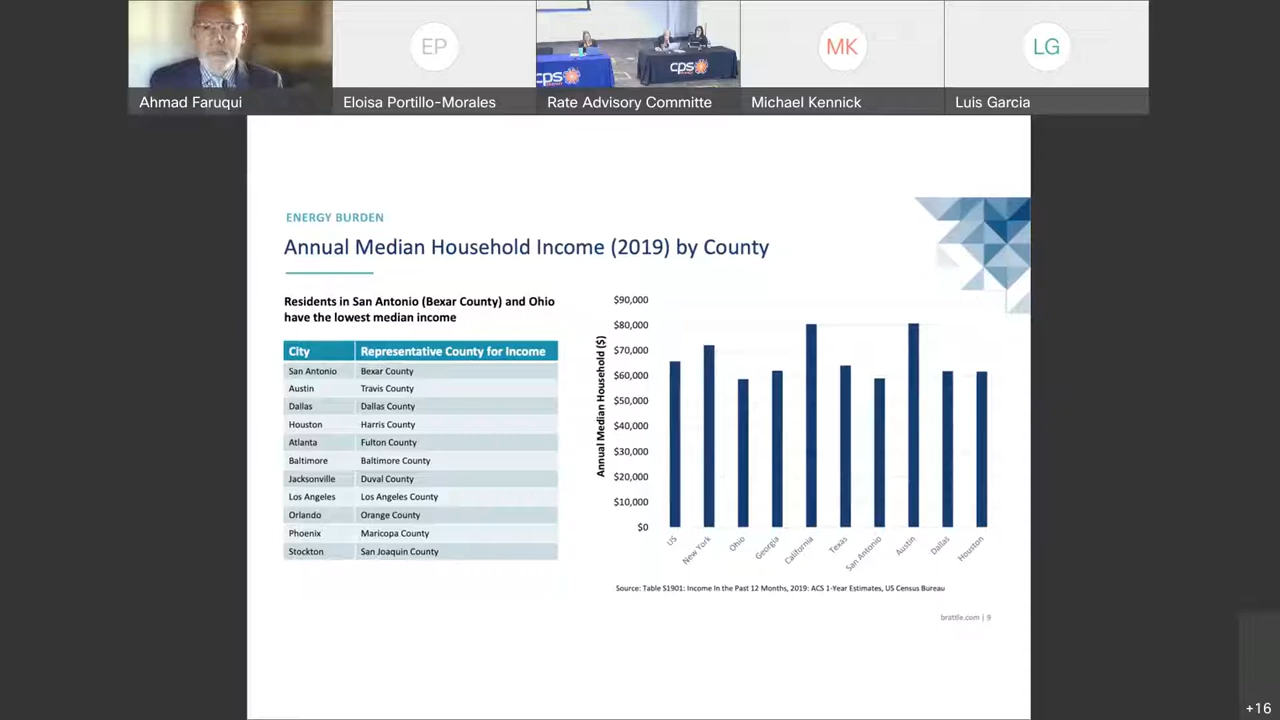 EP
MK
LG
cps
cps
Ahmad Faruqui
Eloisa Portillo-Morales
Rate Advisory Committe
Michael Kennick
Luis Garcia
ENERGY BURDEN
Annual Median Household Income (2019) by County
Residents in San Antonio (Bexar County) and Ohio
have the lowest median income
City Representative County for Income
San Antonio Bexar County
Austin Travis County
Dallas Dallas County
Houston Harris County
Atlanta Fulton County
Baltimore Baltimore County
Jacksonville Duval County
Los Angeles Los Angeles County
Orlando Orange County
Phoenix Maricopa County
Stockton San Joaquin County
Annual Median Household ($)
$90,000
$80,000
$70,000
$60,000
$50,000
$40,000
$30,000
$20,000
$10,000
$0
US
New York
Ohio
Georgia
California
Texas
San Antonio
Austin
Dallas
Houston
Source: Table S1901: Income In the Past 12 Months, 2019: ACS 1-Year Estimates, US Census Bureau
brattle.com | 9
+16